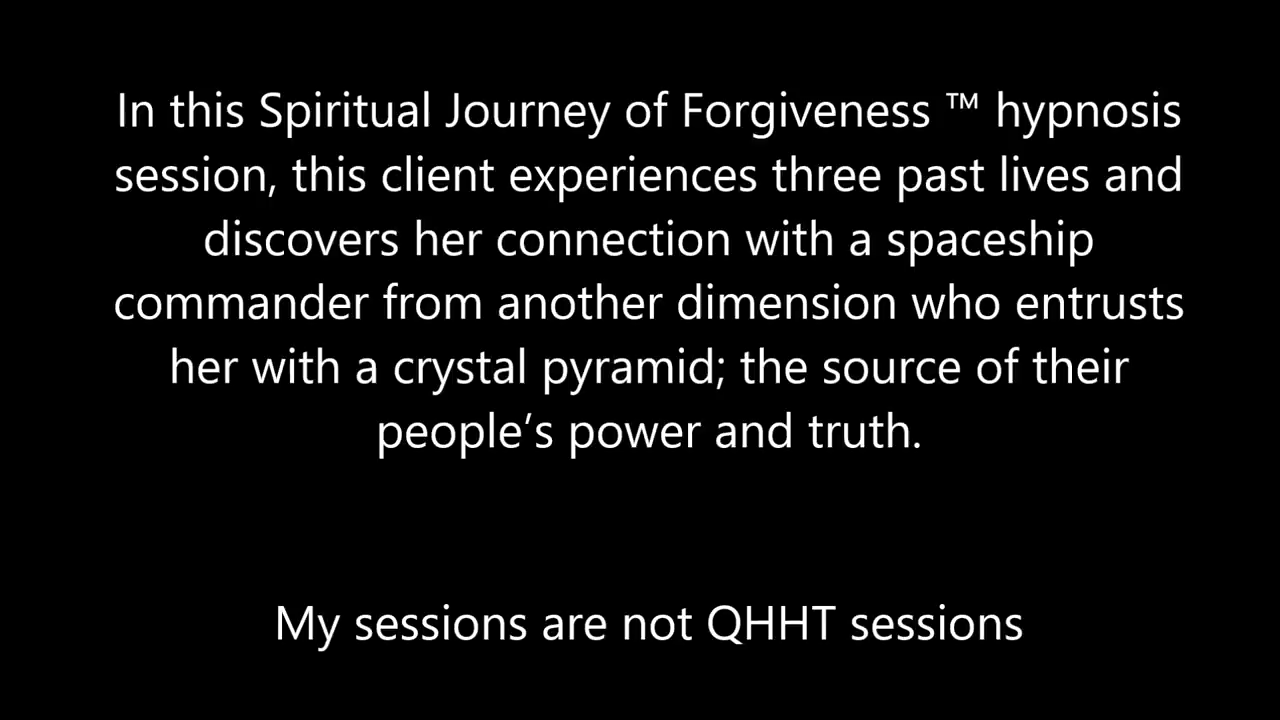 In this Spiritual Journey of Forgiveness ™ hypnosis
session, this client experiences three past lives and
discovers her connection with a spaceship
commander from another dimension who entrusts
her with a crystal pyramid; the source of their
people’s power and truth.
My sessions are not QHHT sessions